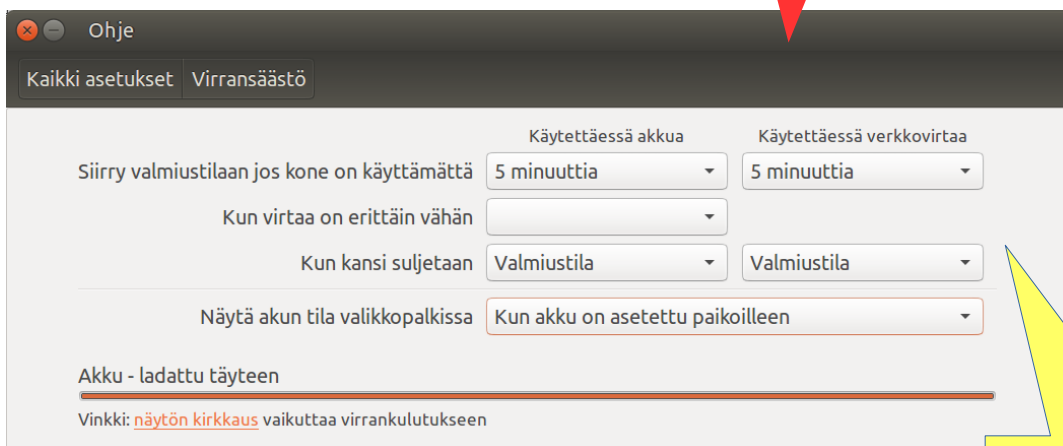 Ohje
Kaikki asetukset Virransäästö
Käytettäessä akkua Käytettäessä verkkovirtaa
Siirry valmiustilaan jos kone on käyttämättä 5 minuuttia 5 minuuttia
Kun virtaa on erittäin vähän
Kun kansi suljetaan Valmiustila Valmiustila
Näytä akun tila valikkopalkissa Kun akku on asetettu paikoilleen
Akku - ladattu täyteen
Vinkki: näytön kirkkaus vaikuttaa virrankulutukseen